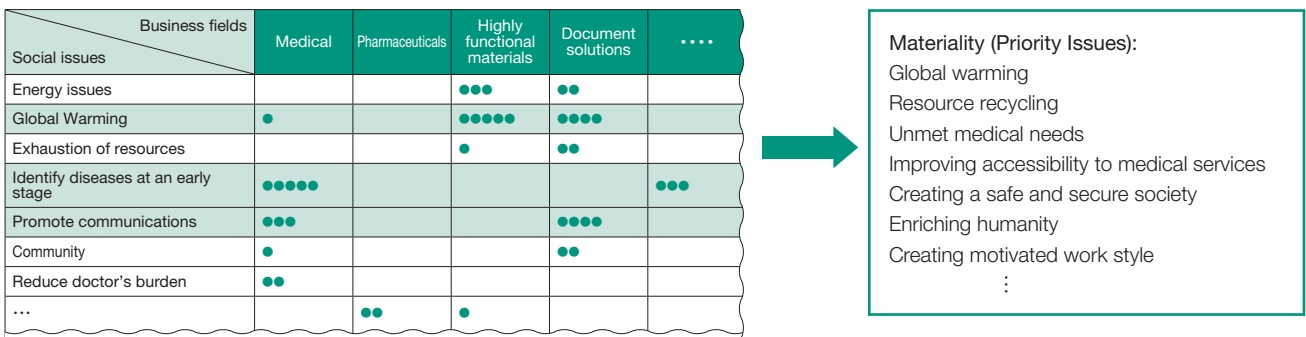 Business fields
Social issues
Medical
Pharmaceuticals
Highly
functional
materials
Document
solutions
····
Energy issues ●●● ●●
Global Warming ● ●●●●● ●●●●
Exhaustion of resources ● ●●
Identify diseases at an early
stage ●●●●● ●●●
Promote communications ●●● ●●●●
Community ● ●●
Reduce doctor's burden ●●
··· ●● ●
Materiality (Priority Issues):
Global warming
Resource recycling
Unmet medical needs
Improving accessibility to medical services
Creating a safe and secure society
Enriching humanity
Creating motivated work style
⋮